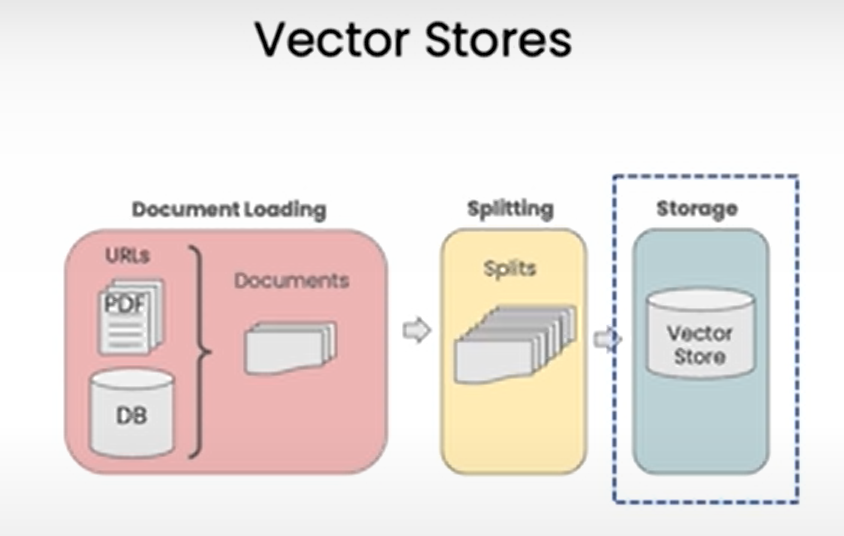 Vector Stores
Document Loading
URLs
PDF
DB
Documents
Splitting
Splits
Storage
Vector
Store